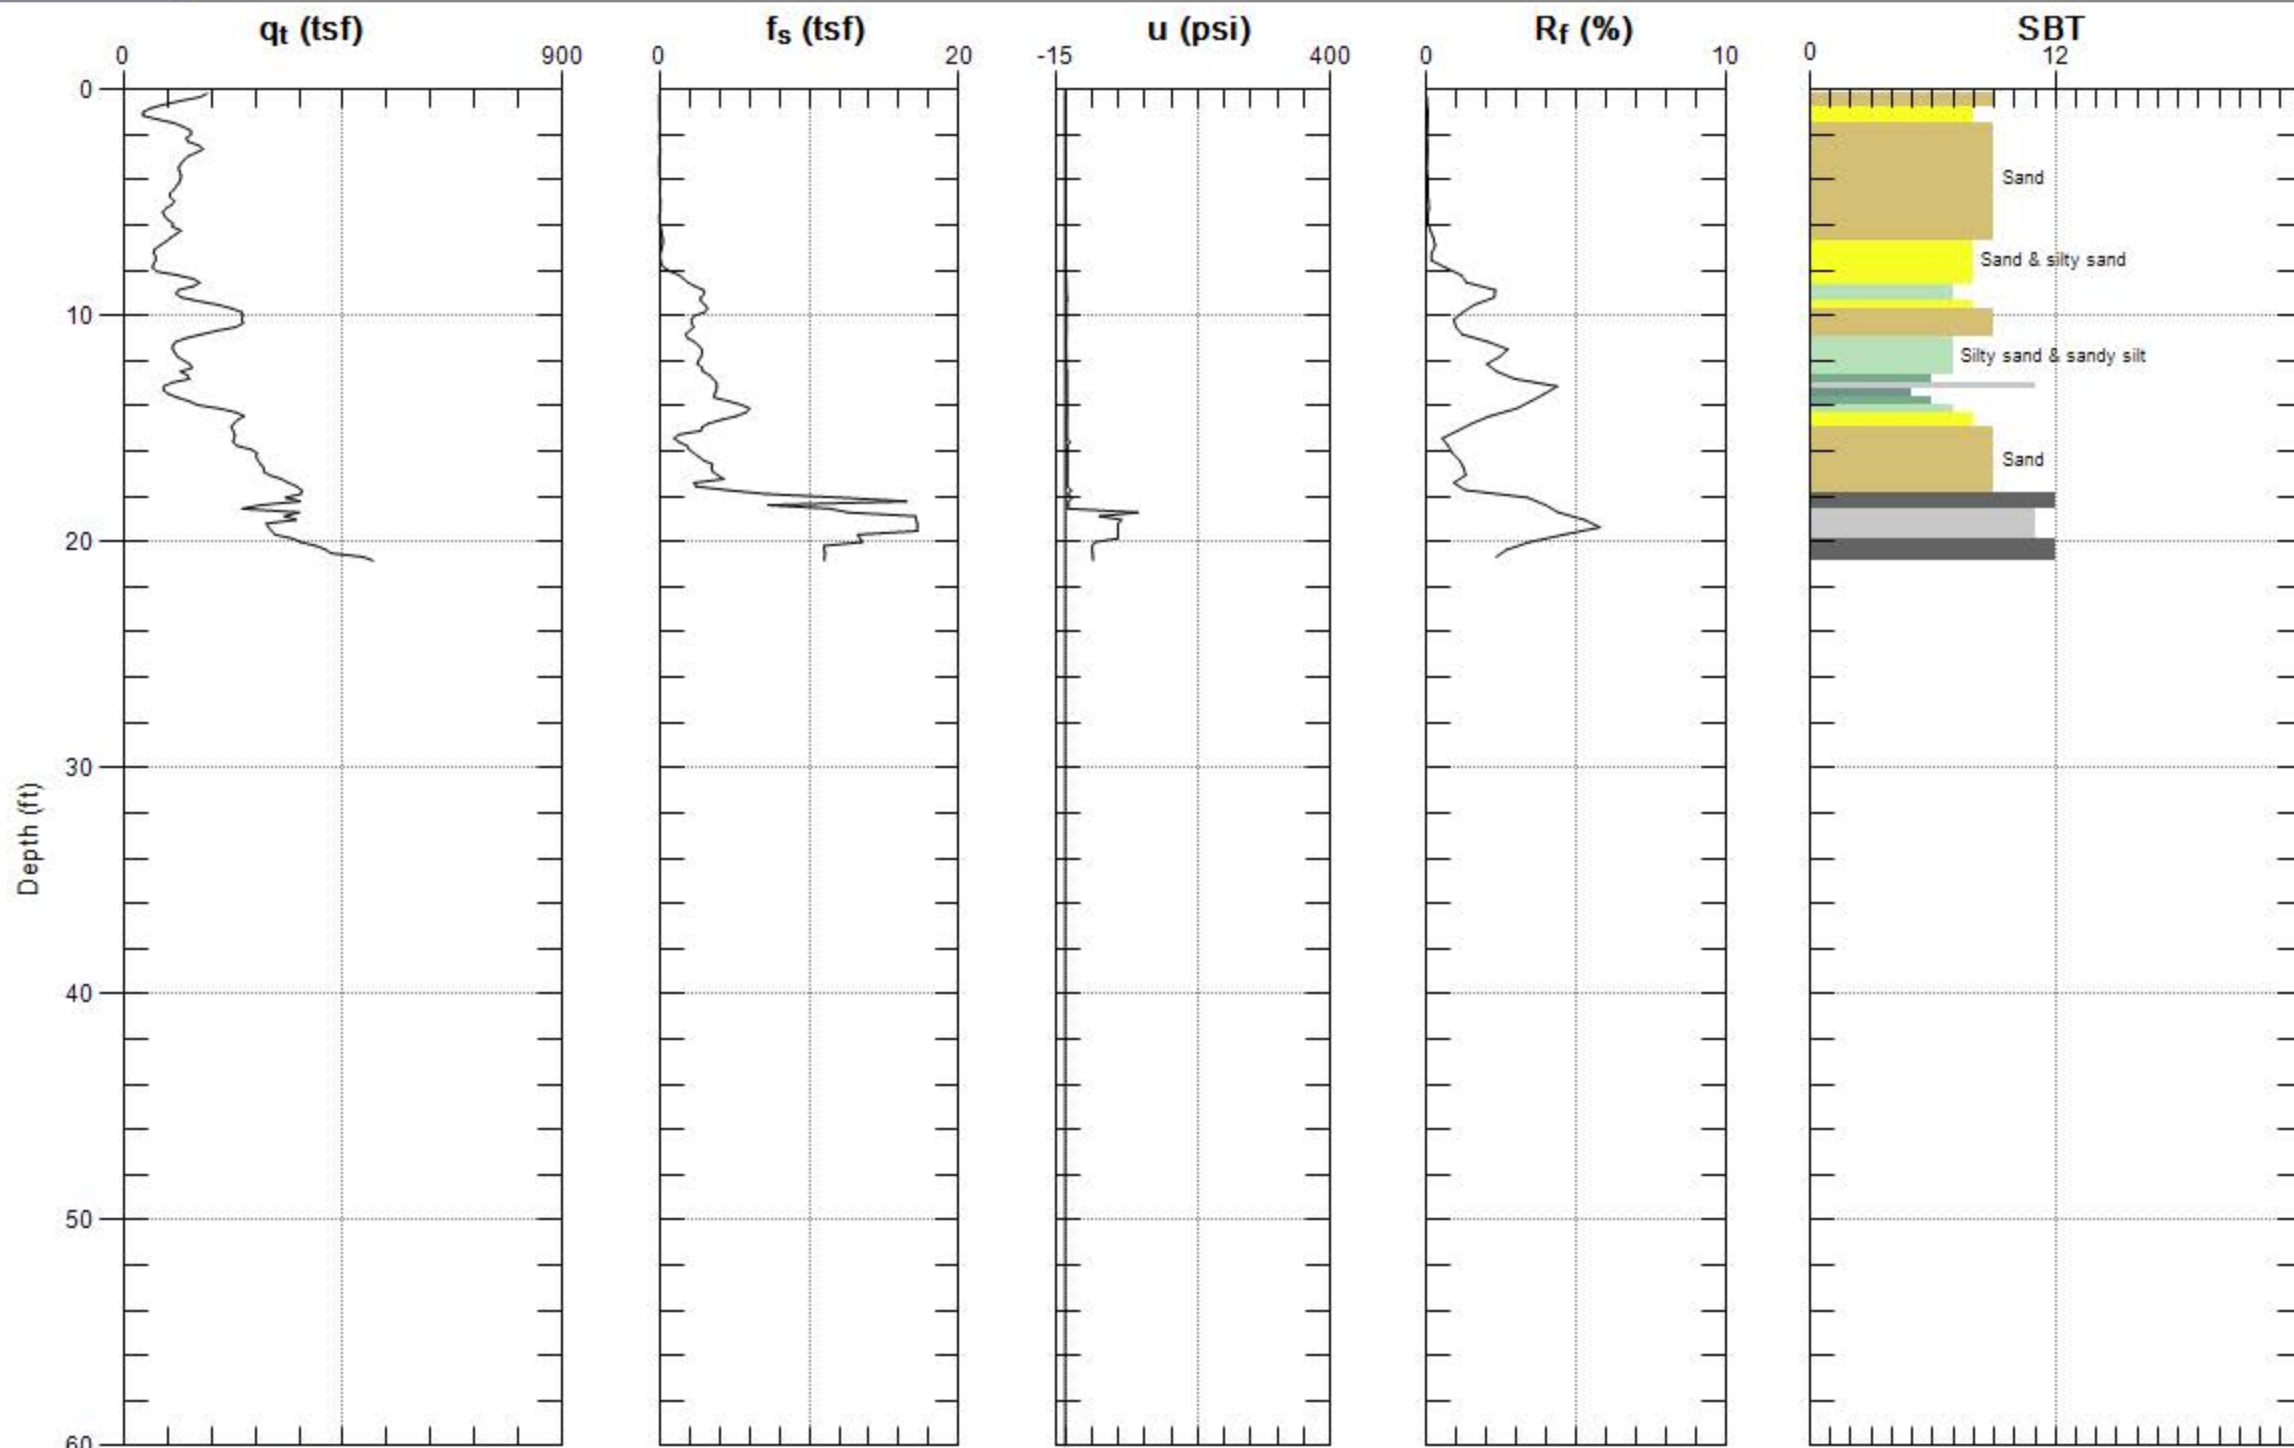 qt (tsf) fs (tsf) u (psi) Rf (%) SBT
0 900 0 20 -15 400 0 10 0 12
0
Sand
Sand & silty sand
10
Silty sand & sandy silt
Sand
20
30
Depth (ft)
40
50
60